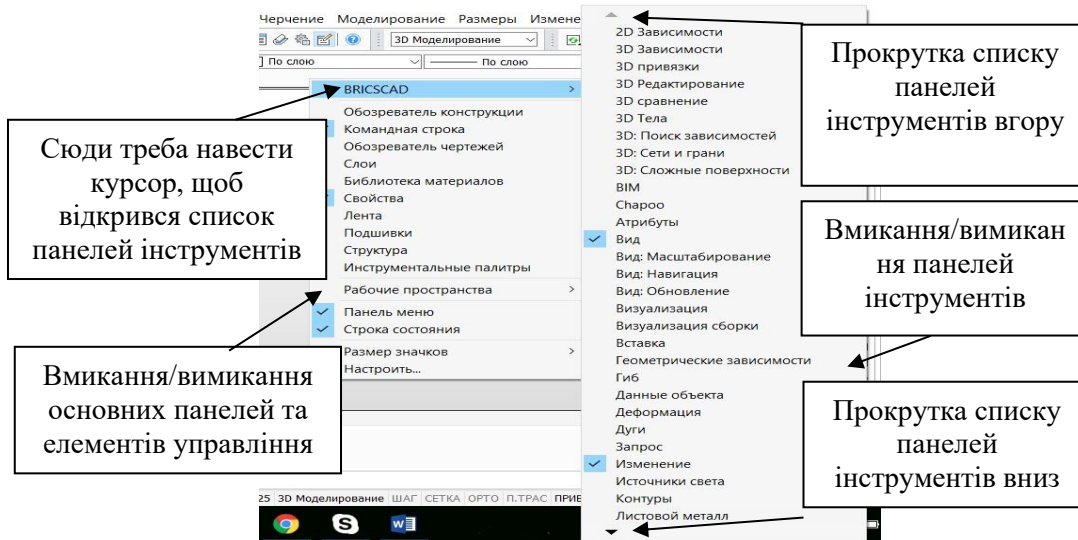 Черчение Моделирование Размеры Измене
3D Моделирование
По слою
По слою
BRICSCAD
Обозреватель конструкции
Командная строка
Обозреватель чертежей
Слои
Библиотека материалов
Свойства
Лента
Подшивки
Структура
Инструментальные палитры
Рабочие пространства
Панель меню
Строка состояния
Размер значков
Настроить...
2D Зависимости
3D Зависимости
3D привязки
3D Редактирование
3D сравнение
3D Тела
3D: Поиск зависимостей
3D: Сети и грани
3D: Сложные поверхности
BIM
Chapoo
Атрибуты
Вид
Вид: Масштабирование
Вид: Навигация
Вид: Обновление
Визуализация
Визуализация сборки
Вставка
Геометрические зависимости
Гиб
Данные объекта
Деформация
Дуги
Запрос
Изменение
Источники света
Контуры
Листовой металл
Сюди треба навести
курсор, щоб
відкрився список
панелей інструментів
Вмикання/вимикання
основних панелей та
елементів управління
Прокрутка списку
панелей
інструментів вгору
Вмикання/вимикан
ня панелей
інструментів
Прокрутка списку
панелей
інструментів вниз
25 3D Моделирование ШАГ СЕТКА ОРТО П.ТРАС ПРИВ